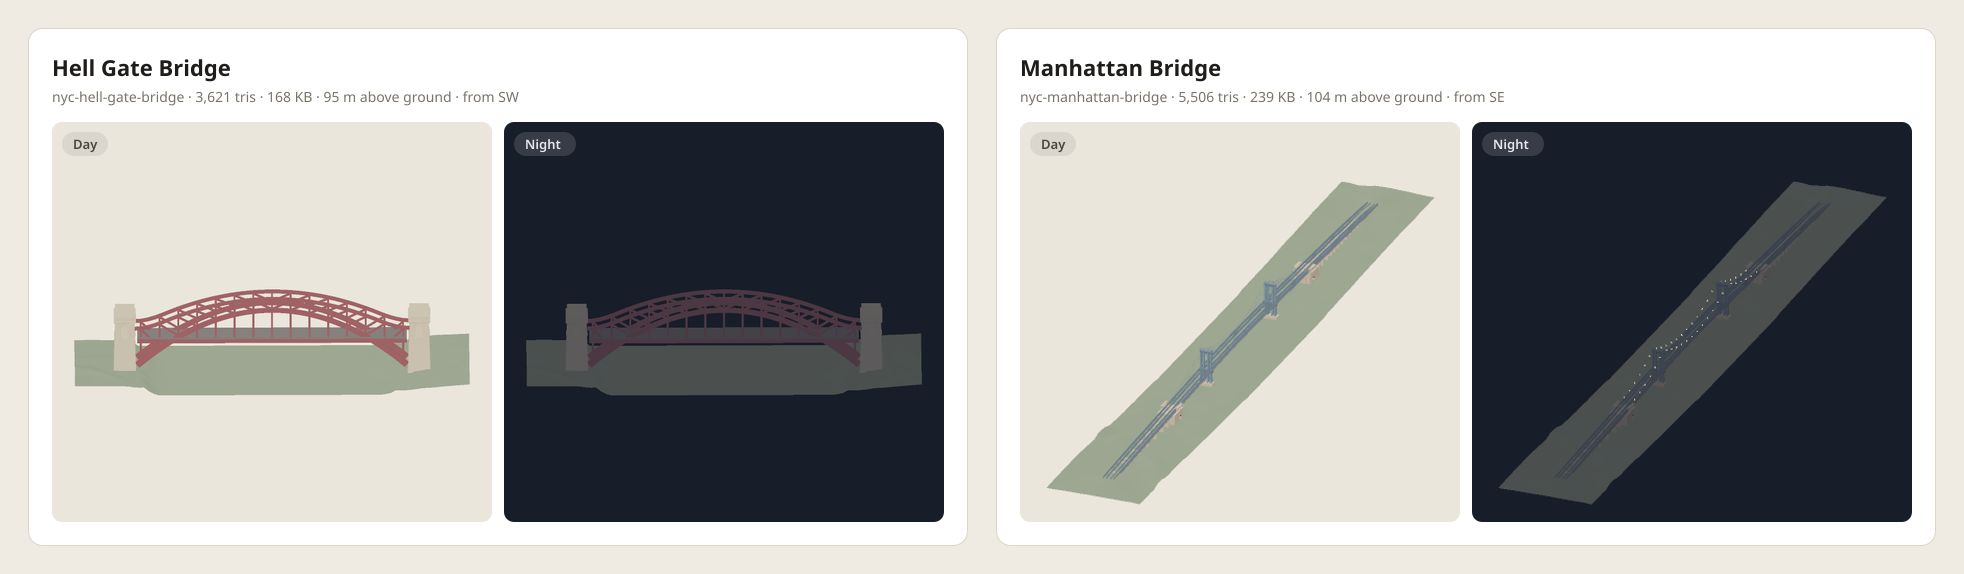 Hell Gate Bridge
nyc-hell-gate-bridge · 3,621 tris · 168 KB · 95 m above ground · from SW
Day
Night
Manhattan Bridge
nyc-manhattan-bridge · 5,506 tris · 239 KB · 104 m above ground · from SE
Day
Night